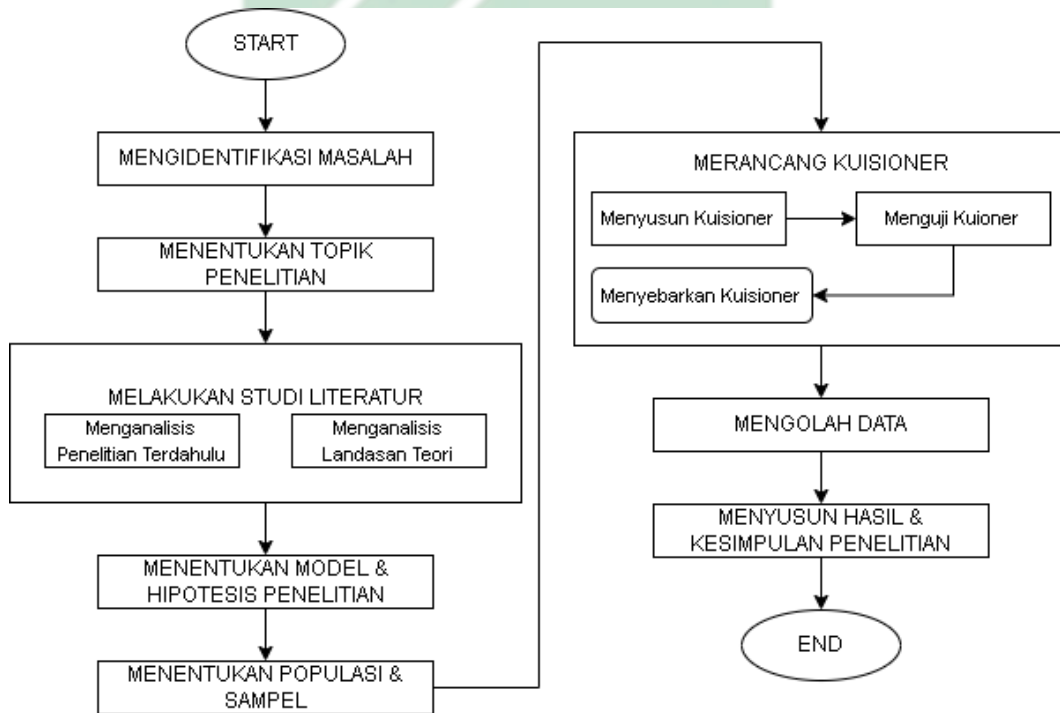 START
MENGIDENTIFIKASI MASALAH
MENENTUKAN TOPIK
PENELITIAN
MELAKUKAN STUDI LITERATUR
Menganalisis
Penelitian Terdahulu
Menganalisis
Landasan Teori
MENENTUKAN MODEL &
HIPOTESIS PENELITIAN
MENENTUKAN POPULASI &
SAMPEL
MERANCANG KUISIONER
Menyusun Kuisioner
Menguji Kuioner
Menyebarkan Kuisioner
MENGOLAH DATA
MENYUSUN HASIL &
KESIMPULAN PENELITIAN
END